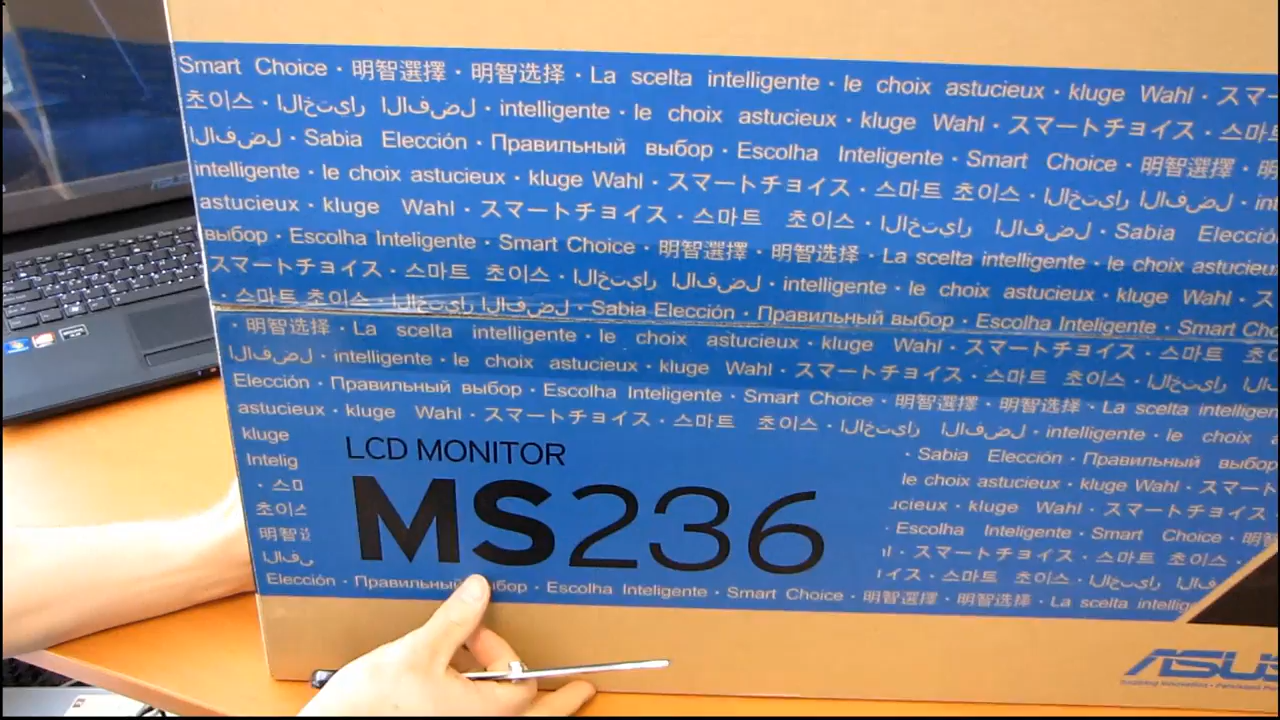 Smart Choice · 明智選擇 · 明智选择 · La scelta intelligente · le choix astucieux · kluge Wahl · スマー
초이스 · الاختيار الافضل · intelligente · le choix astucieux · kluge Wahl · スマートチョイス · 스마
الافضل · Sabia Elección · Правильный выбор · Escolha Inteligente · Smart Choice · 明智選擇 · 明
intelligente · le choix astucieux · kluge Wahl · スマートチョイス · 스마트 초이스 · الاختيار الافضل · int
astucieux · kluge Wahl · スマートチョイス · 스마트 초이스 · الاختيار الافضل · Sabia Elecció
выбор · Escolha Inteligente · Smart Choice · 明智選擇 · 明智选择 · La scelta intelligente · le choix astucieux
スマートチョイス · 스마트 초이스 · الاختيار الافضل · intelligente · le choix astucieux · kluge Wahl · ス
· 스마트 초이스 · الاختيار الافضل · Sabia Elección · Правильный выбор · Escolha Inteligente · Smart Cho
· 明智选择 · La scelta intelligente · le choix astucieux · kluge Wahl · スマートチョイス · 스마트 초
الافضل · intelligente · le choix astucieux · kluge Wahl · スマートチョイス · 스마트 초이스 · الاختيار
Elección · Правильный выбор · Escolha Inteligente · Smart Choice · 明智選擇 · 明智选择 · La scelta intelligen
astucieux · kluge Wahl · スマートチョイス · 스마트 초이스 · الاختيار الافضل · intelligente · le choix
kluge
Intelig
· 스마
초이스
明智选
الافضل
LCD MONITOR
MS236
· Sabia Elección · Правильный выбор
le choix astucieux · kluge Wahl · スマート
ucieux · kluge Wahl · スマートチョイス
· Escolha Inteligente · Smart Choice · 明智
· スマートチョイス · 스마트 초이스
イス · 스마트 초이스 · الاختيار
Elección · Правильный выбор · Escolha Inteligente · Smart Choice · 明智選擇 · 明智选择 · La scelta intellig
ASUS
ASUS